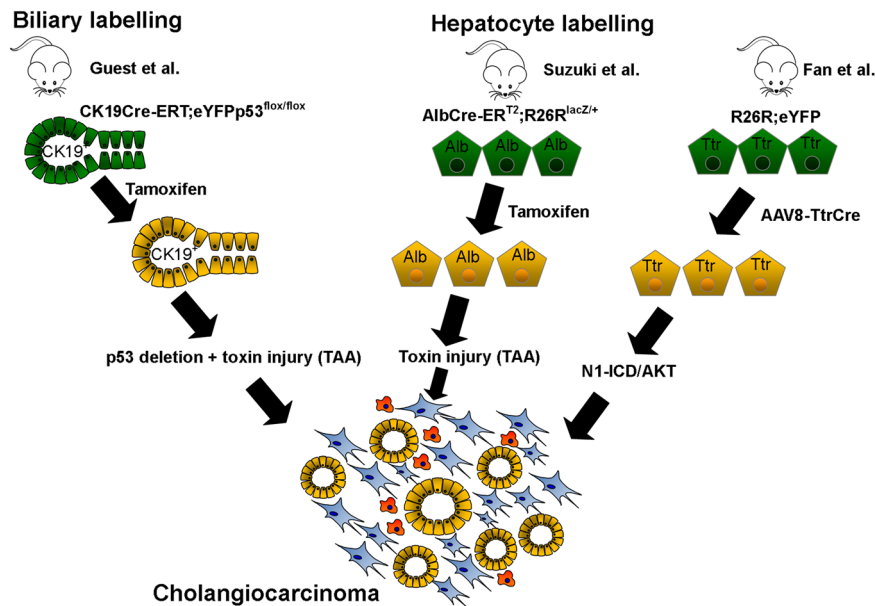 Biliary labelling
Hepatocyte labelling
Guest et al.
Suzuki et al.
Fan et al.
CK19Cre-ERT;eYFPp53flox/flox
AlbCre-ERT2;R26RlacZ/+
R26R;eYFP
CK19+
Alb Alb Alb
Ttr Ttr Ttr
Tamoxifen
Tamoxifen
AAV8-TtrCre
CK19+
Alb Alb Alb
Ttr Ttr Ttr
p53 deletion + toxin injury (TAA)
Toxin injury (TAA)
N1-ICD/AKT
Cholangiocarcinoma